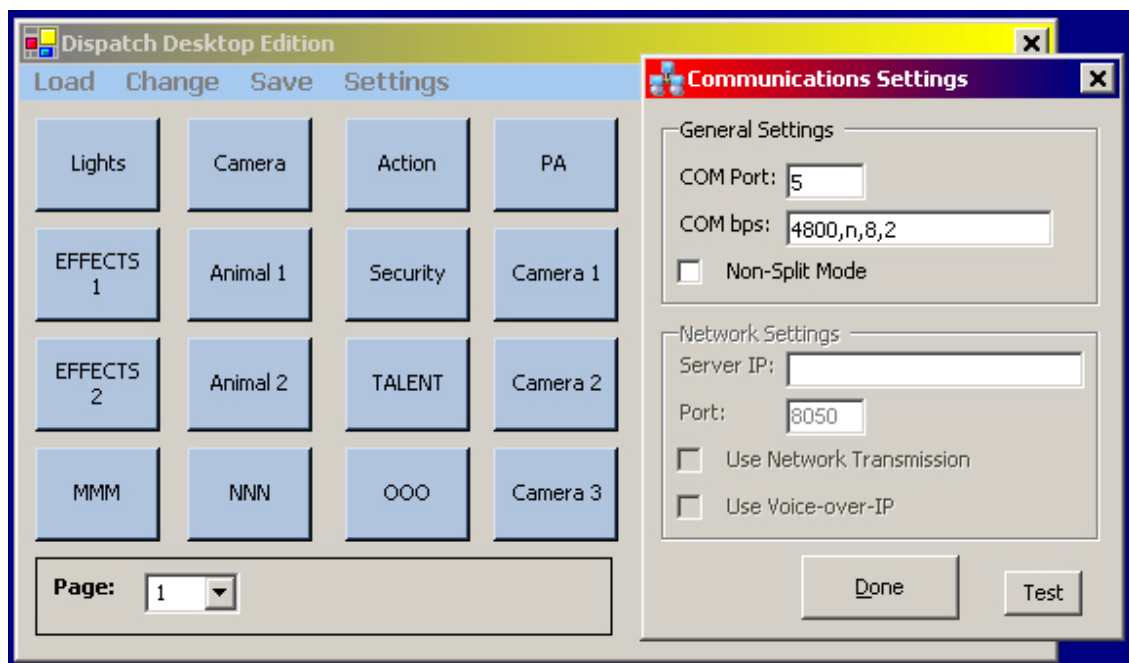 Dispatch Desktop Edition
Load Change Save Settings
Lights Camera Action PA
EFFECTS 1 Animal 1 Security Camera 1
EFFECTS 2 Animal 2 TALENT Camera 2
MMM NNN OOO Camera 3
Page: 1
Communications Settings
General Settings
COM Port: 5
COM bps: 4800,n,8,2
Non-Split Mode
Network Settings
Server IP:
Port: 8050
Use Network Transmission
Use Voice-over-IP
Done Test